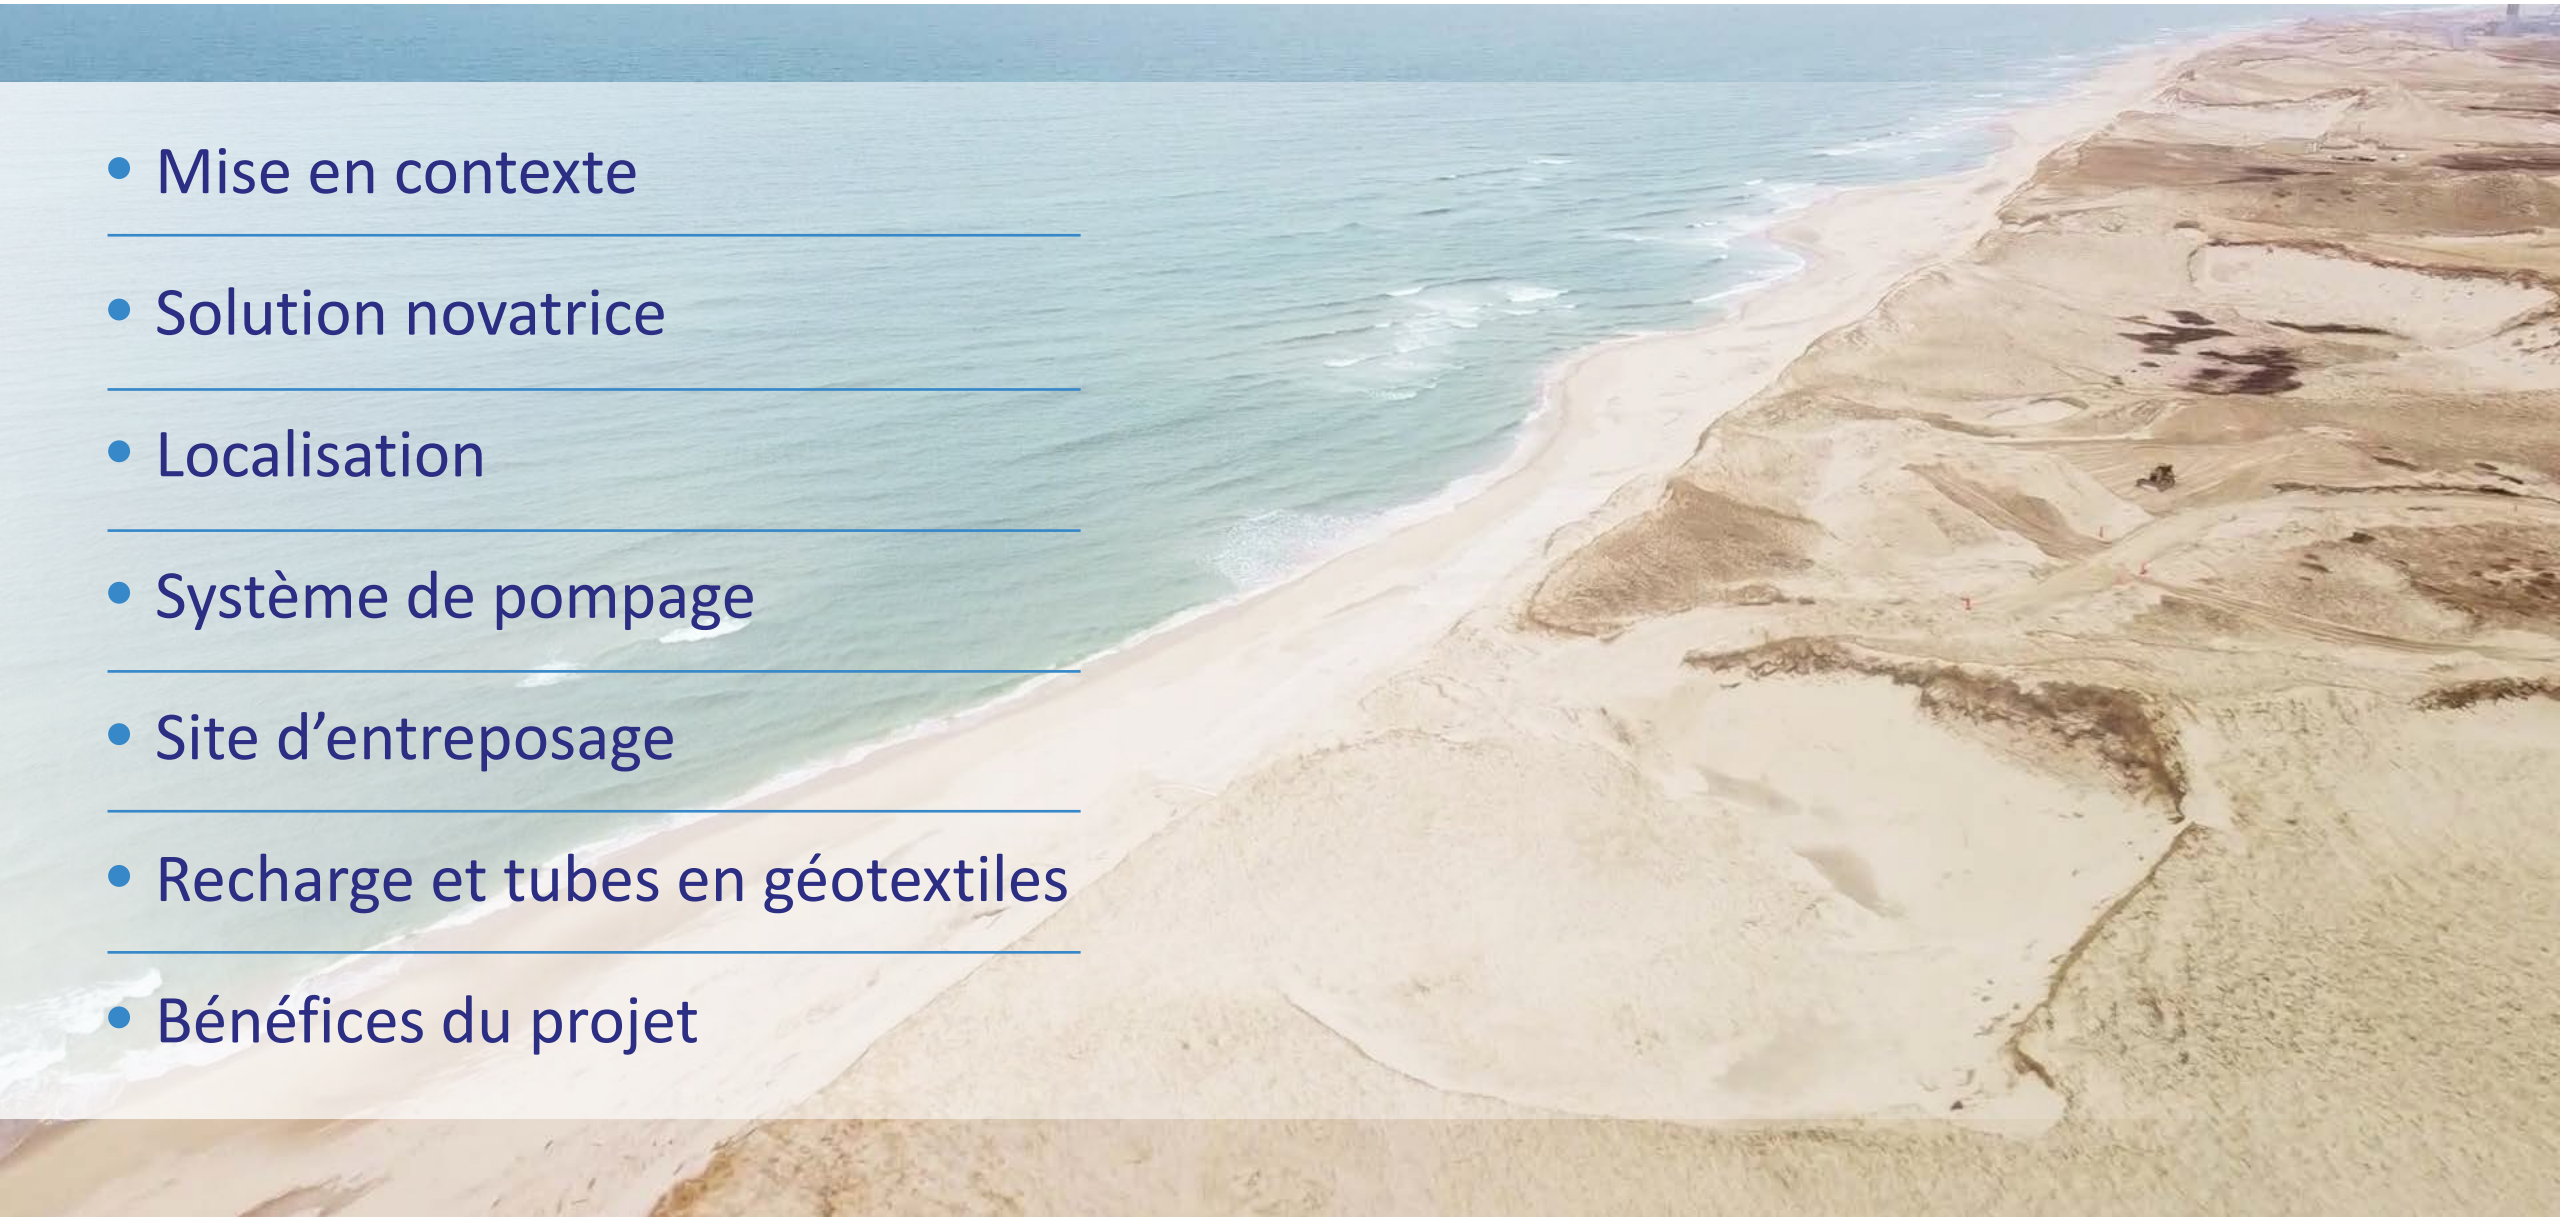 • Mise en contexte
• Solution novatrice
• Localisation
• Système de pompage
• Site d’entreposage
• Recharge et tubes en géotextiles
• Bénéfices du projet